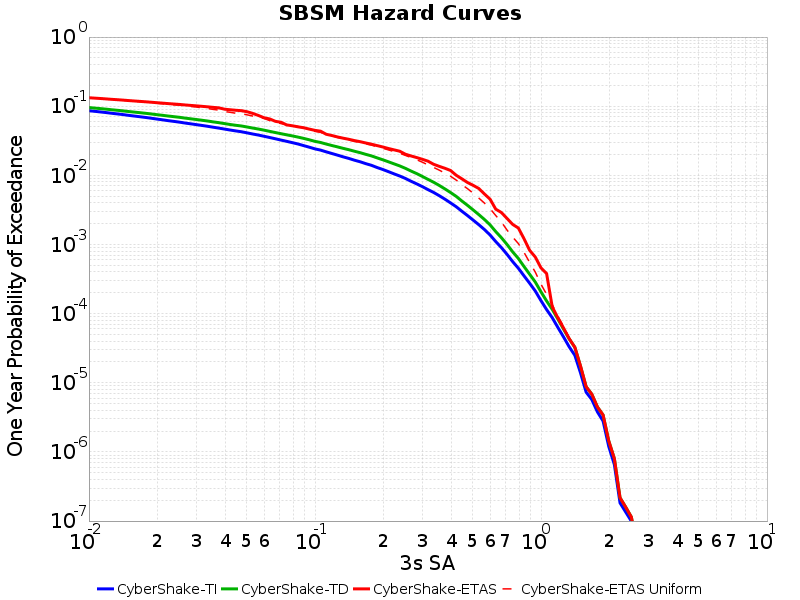 SBSM Hazard Curves
One Year Probability of Exceedance
10^0
10^-1
10^-2
10^-3
10^-4
10^-5
10^-6
10^-7
10^-2 2 3 4 5 6 10^-1 2 3 4 5 6 7 10^0 2 3 4 5 6 7 10^1
3s SA
CyberShake-TI CyberShake-TD CyberShake-ETAS CyberShake-ETAS Uniform